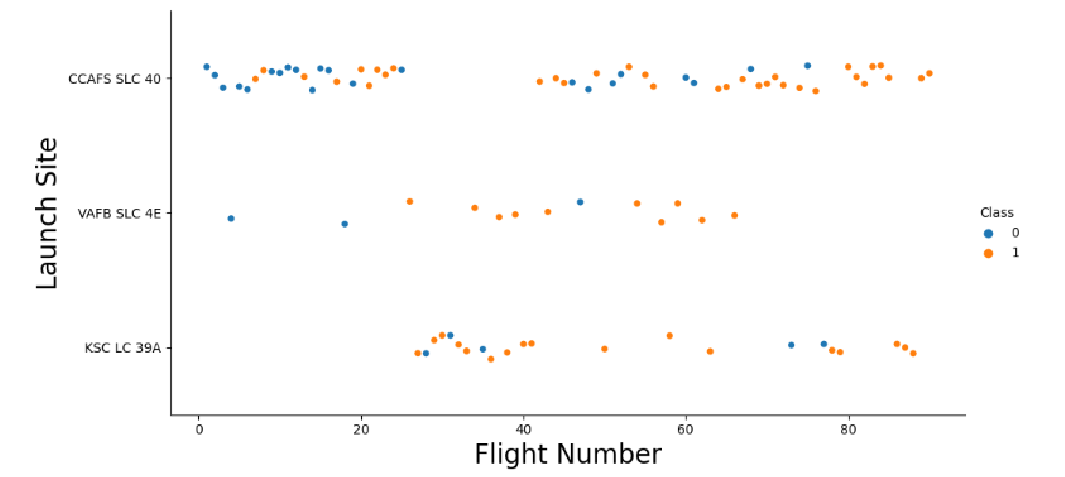 Launch Site
CCAFS SLC 40
VAFB SLC 4E
KSC LC 39A
0 20 40 60 80
Flight Number
Class
0
1